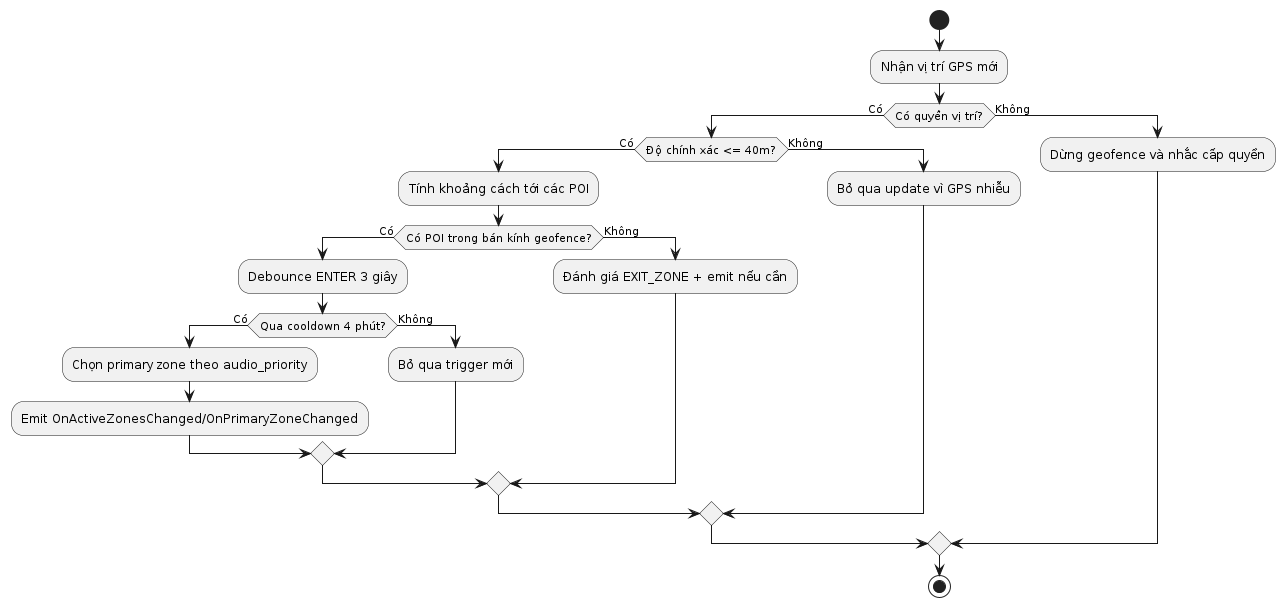 Nhận vị trí GPS mới
Có
Có quyền vị trí?
Không
Có
Độ chính xác <= 40m?
Không
Dừng geofence và nhắc cấp quyền
Tính khoảng cách tới các POI
Bỏ qua update vì GPS nhiễu
Có
Có POI trong bán kính geofence?
Không
Debounce ENTER 3 giây
Đánh giá EXIT_ZONE + emit nếu cần
Có
Qua cooldown 4 phút?
Không
Chọn primary zone theo audio_priority
Bỏ qua trigger mới
Emit OnActiveZonesChanged/OnPrimaryZoneChanged